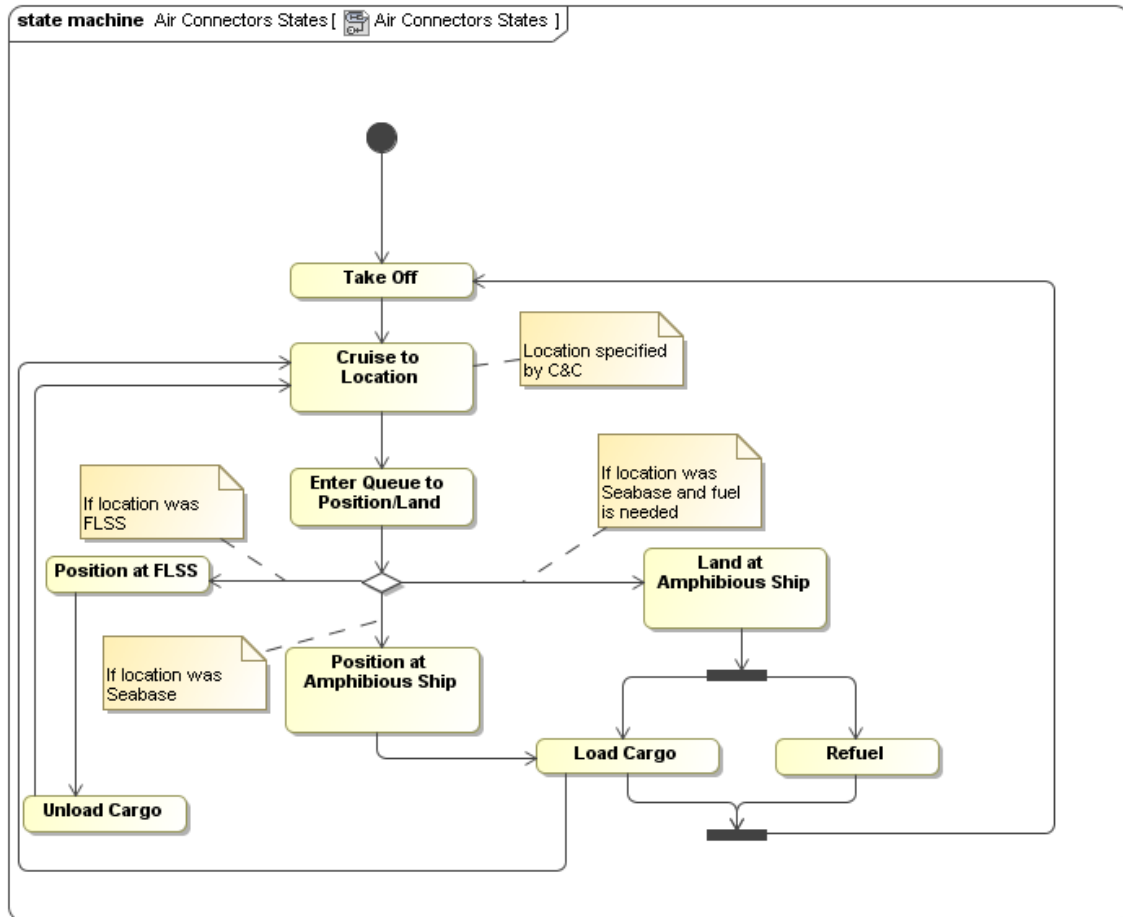 state machine Air Connectors States [ Air Connectors States ]
Take Off
Cruise to
Location
Location specified
by C&C
Enter Queue to
Position/Land
If location was
FLSS
If location was
Seabase and fuel
is needed
Position at FLSS
Land at
Amphibious Ship
If location was
Seabase
Position at
Amphibious Ship
Load Cargo
Refuel
Unload Cargo